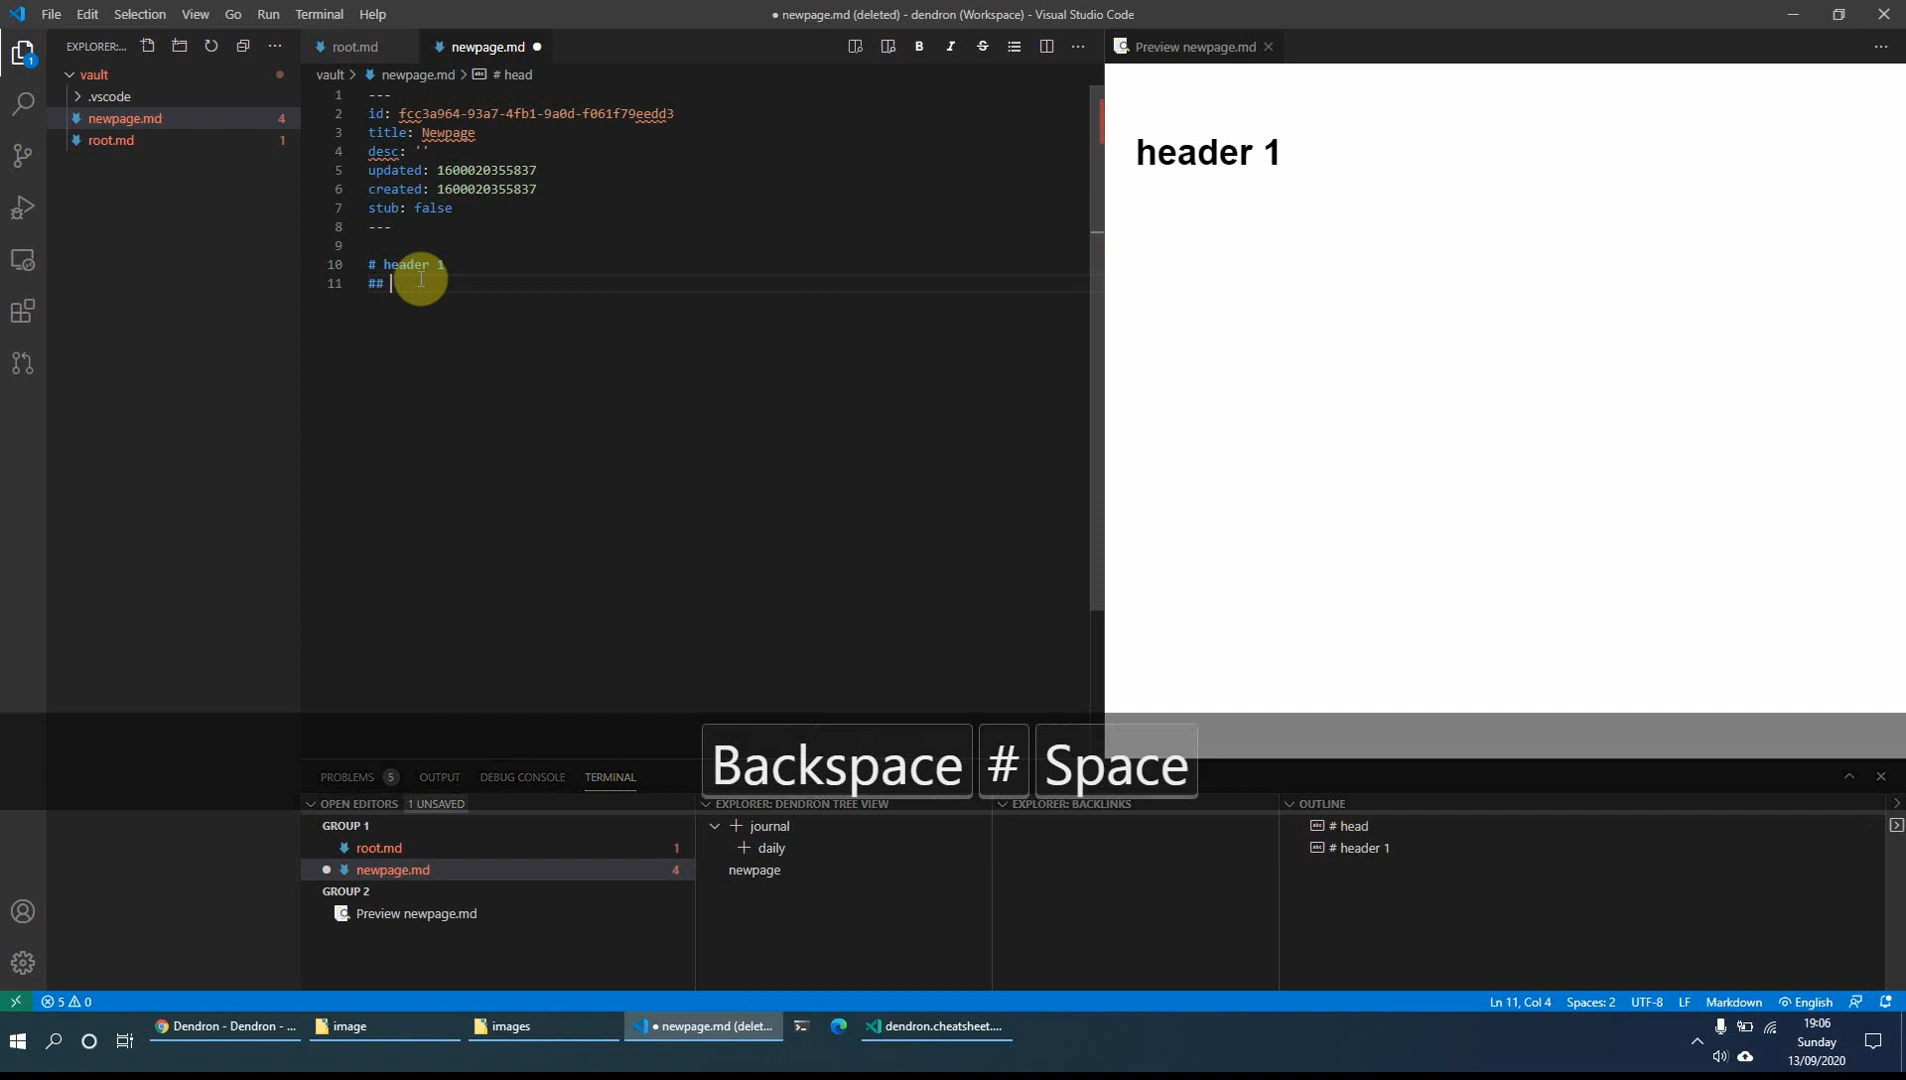 File Edit Selection View Go Run Terminal Help
● newpage.md (deleted) - dendron (Workspace) - Visual Studio Code
EXPLORER:...
root.md
newpage.md
Preview newpage.md
vault
.vscode
newpage.md 4
root.md 1
vault > newpage.md > # head
1 ---
2 id: fcc3a964-93a7-4fb1-9a0d-f061f79eedd3
3 title: Newpage
4 desc: ''
5 updated: 1600020355837
6 created: 1600020355837
7 stub: false
8 ---
9
10 # header 1
11 ##
header 1
Backspace # Space
PROBLEMS 5 OUTPUT DEBUG CONSOLE TERMINAL
OPEN EDITORS 1 UNSAVED
GROUP 1
root.md 1
newpage.md 4
GROUP 2
Preview newpage.md
EXPLORER: DENDRON TREE VIEW
journal
daily
newpage
EXPLORER: BACKLINKS
OUTLINE
# head
# header 1
5 0
Ln 11, Col 4 Spaces: 2 UTF-8 LF Markdown English
Dendron - Dendron - ...
image
images
● newpage.md (delet...
dendron.cheatsheet....
19:06
Sunday
13/09/2020